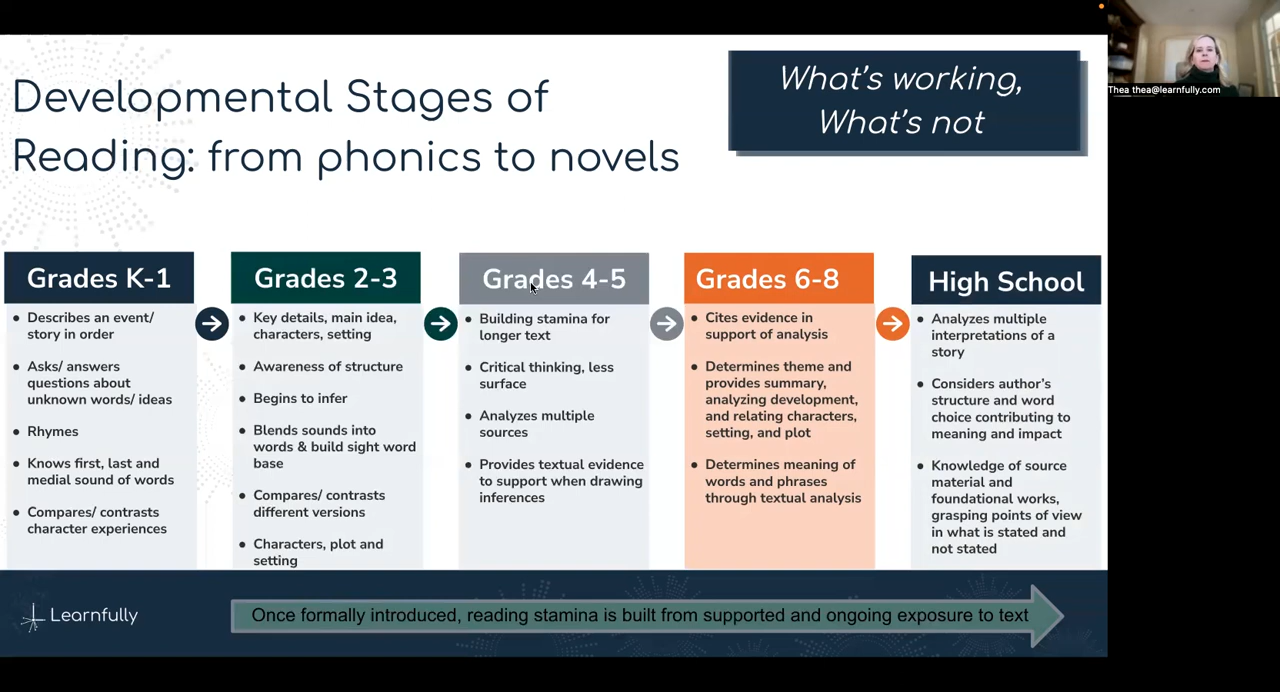 Developmental Stages of
Reading: from phonics to novels
What's working,
What's not
Thea thea@learnfully.com
Grades K-1
• Describes an event/
story in order
• Asks/ answers
questions about
unknown words/ ideas
• Rhymes
• Knows first, last and
medial sound of words
• Compares/ contrasts
character experiences
Grades 2-3
• Key details, main idea,
characters, setting
• Awareness of structure
• Begins to infer
• Blends sounds into
words & build sight word
base
• Compares/ contrasts
different versions
• Characters, plot and
setting
Grades 4-5
• Building stamina for
longer text
• Critical thinking, less
surface
• Analyzes multiple
sources
• Provides textual evidence
to support when drawing
inferences
Grades 6-8
• Cites evidence in
support of analysis
• Determines theme and
provides summary,
analyzing development,
and relating characters,
setting, and plot
• Determines meaning of
words and phrases
through textual analysis
High School
• Analyzes multiple
interpretations of a
story
• Considers author's
structure and word
choice contributing to
meaning and impact
• Knowledge of source
material and
foundational works,
grasping points of view
in what is stated and
not stated
Learnfully
Once formally introduced, reading stamina is built from supported and ongoing exposure to text